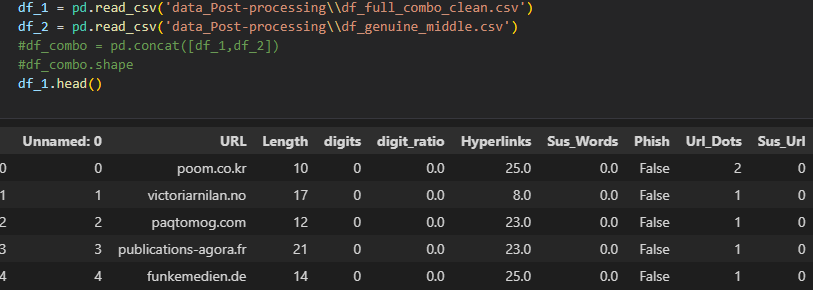 df_1 = pd.read_csv('data_Post-processing\\df_full_combo_clean.csv')
df_2 = pd.read_csv('data_Post-processing\\df_genuine_middle.csv')
#df_combo = pd.concat([df_1,df_2])
#df_combo.shape
df_1.head()
Unnamed: 0 URL Length digits digit_ratio Hyperlinks Sus_Words Phish Url_Dots Sus_Url
0 0 poom.co.kr 10 0 0.0 25.0 0.0 False 2 0
1 1 victoriarnilan.no 17 0 0.0 8.0 0.0 False 1 0
2 2 paqtomog.com 12 0 0.0 23.0 0.0 False 1 0
3 3 publications-agora.fr 21 0 0.0 23.0 0.0 False 1 0
4 4 funkemedien.de 14 0 0.0 25.0 0.0 False 1 0